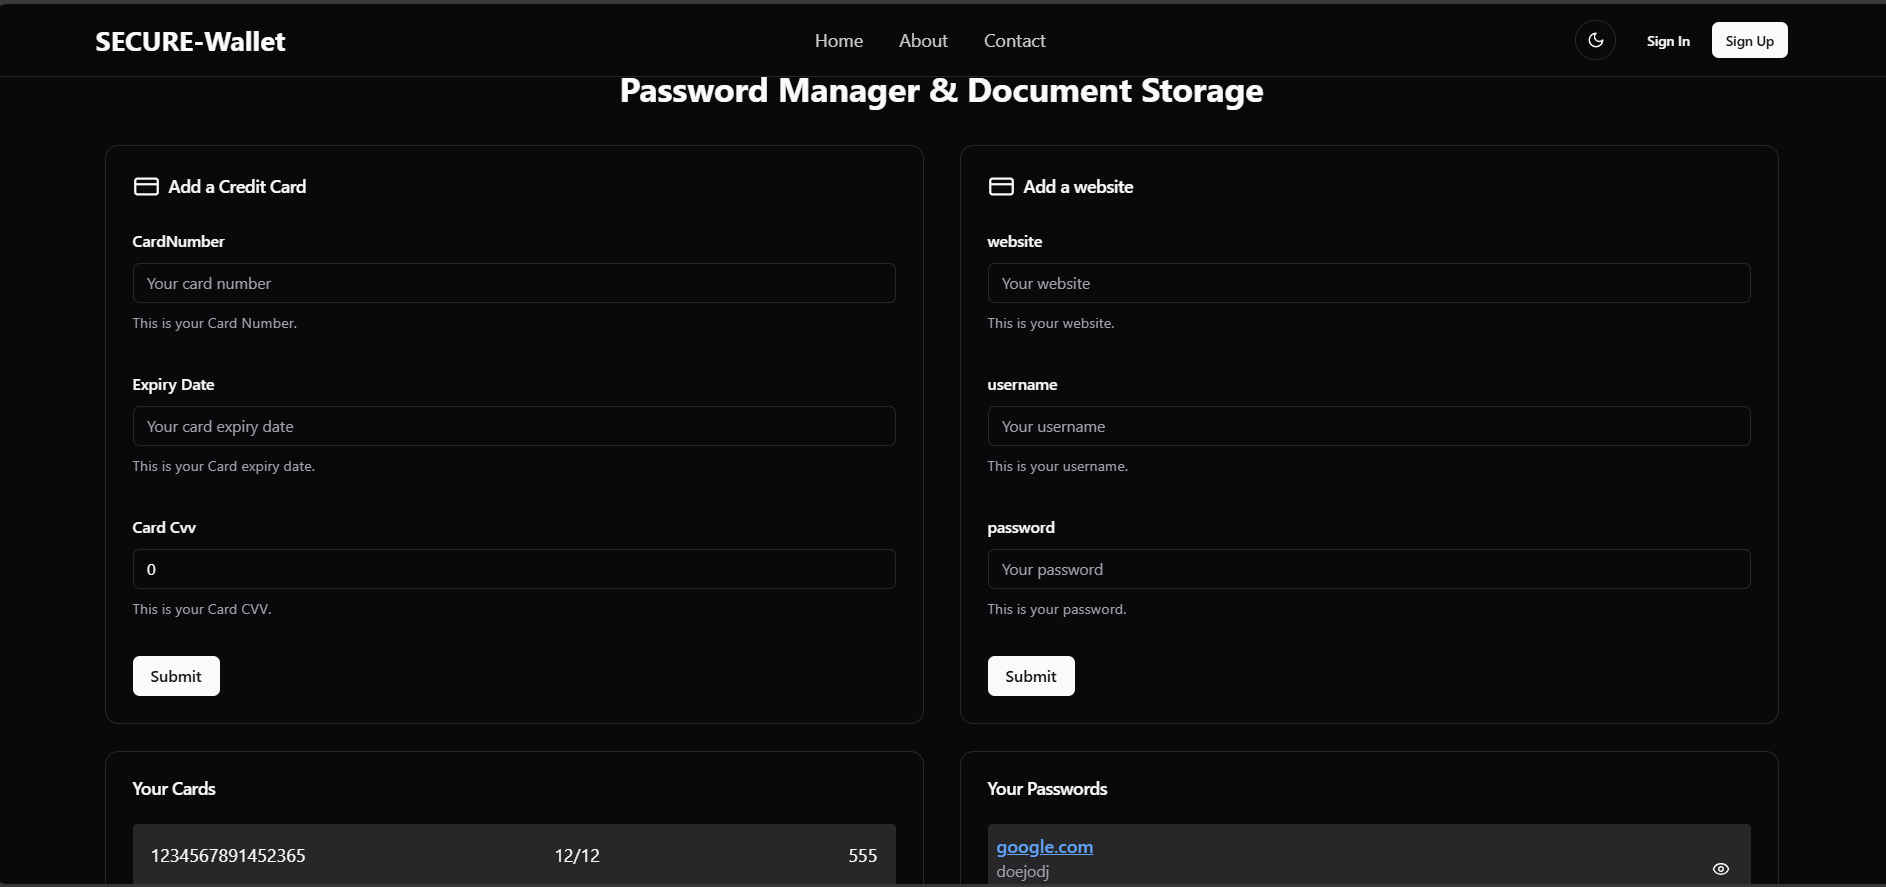 SECURE-Wallet
Home About Contact
Sign In
Sign Up
Password Manager & Document Storage
Add a Credit Card
CardNumber
Your card number
This is your Card Number.
Expiry Date
Your card expiry date
This is your Card expiry date.
Card Cvv
0
This is your Card CVV.
Submit
Add a website
website
Your website
This is your website.
username
Your username
This is your username.
password
Your password
This is your password.
Submit
Your Cards
1234567891452365 12/12 555
Your Passwords
google.com
doejodj